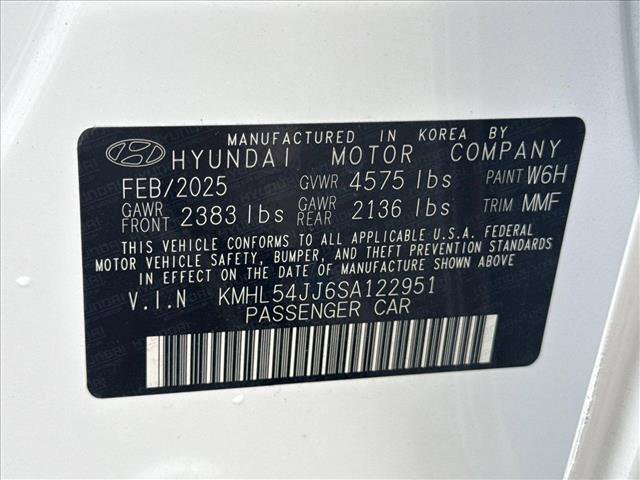 MANUFACTURED IN KOREA BY
HYUNDAI MOTOR COMPANY
FEB/2025 GVWR 4575 lbs PAINT W6H
GAWR FRONT 2383 lbs GAWR REAR 2136 lbs TRIM MMF
THIS VEHICLE CONFORMS TO ALL APPLICABLE U.S.A. FEDERAL
MOTOR VEHICLE SAFETY, BUMPER, AND THEFT PREVENTION STANDARDS
IN EFFECT ON THE DATE OF MANUFACTURE SHOWN ABOVE
V.I.N KMHL54JJ6SA122951
PASSENGER CAR